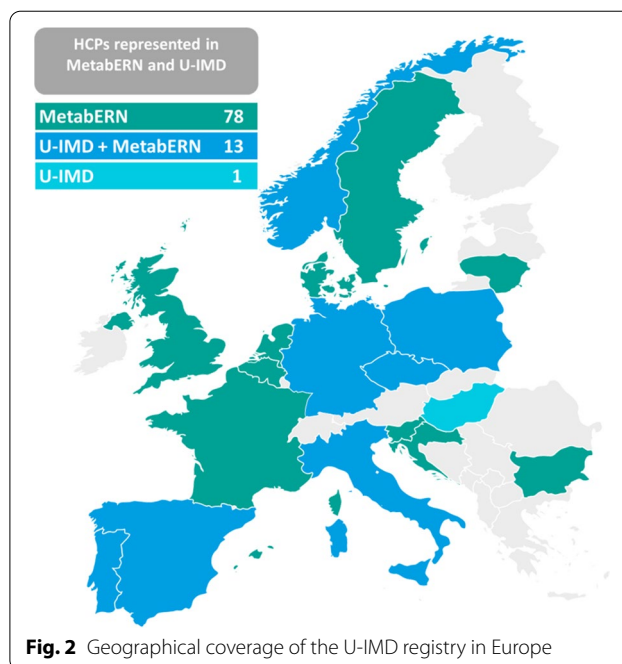 HCPs represented in
MetabERN and U-IMD
MetabERN 78
U-IMD + MetabERN 13
U-IMD 1
Fig. 2 Geographical coverage of the U-IMD registry in Europe